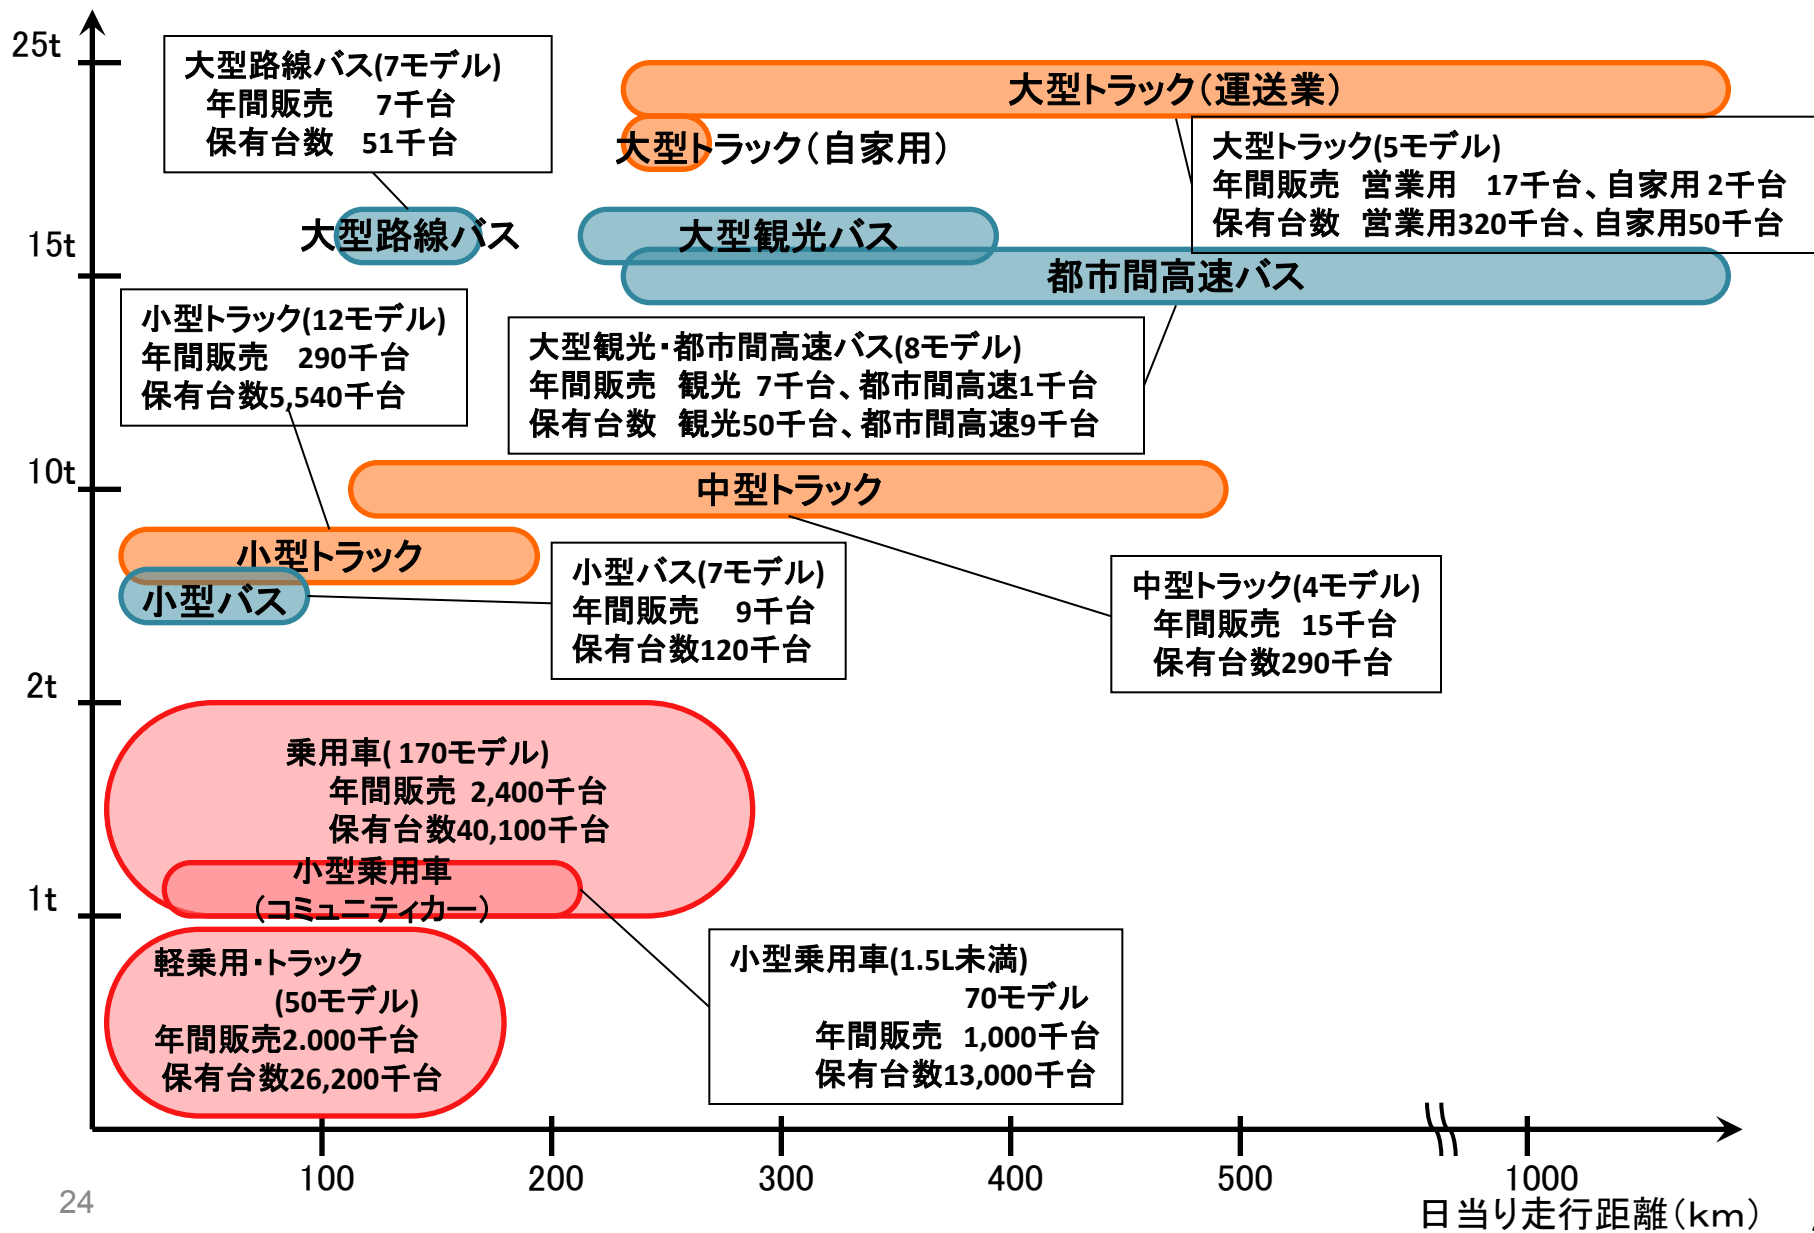 25t
大型路線バス(7モデル)
年間販売 7千台
保有台数 51千台
大型トラック（運送業）
大型トラック（自家用）
大型トラック(5モデル)
年間販売 営業用 17千台、自家用 2千台
保有台数 営業用320千台、自家用50千台
大型路線バス
大型観光バス
15t
都市間高速バス
小型トラック(12モデル)
年間販売 290千台
保有台数5,540千台
大型観光・都市間高速バス(8モデル)
年間販売 観光 7千台、都市間高速1千台
保有台数 観光50千台、都市間高速9千台
10t
中型トラック
小型トラック
小型バス
小型バス(7モデル)
年間販売 9千台
保有台数120千台
中型トラック(4モデル)
年間販売 15千台
保有台数290千台
2t
乗用車( 170モデル)
年間販売 2,400千台
保有台数40,100千台
小型乗用車
（コミュニティカー）
1t
軽乗用・トラック
(50モデル)
年間販売2.000千台
保有台数26,200千台
小型乗用車(1.5L未満)
70モデル
年間販売 1,000千台
保有台数13,000千台
100 200 300 400 500 1000
日当り走行距離（km）
24